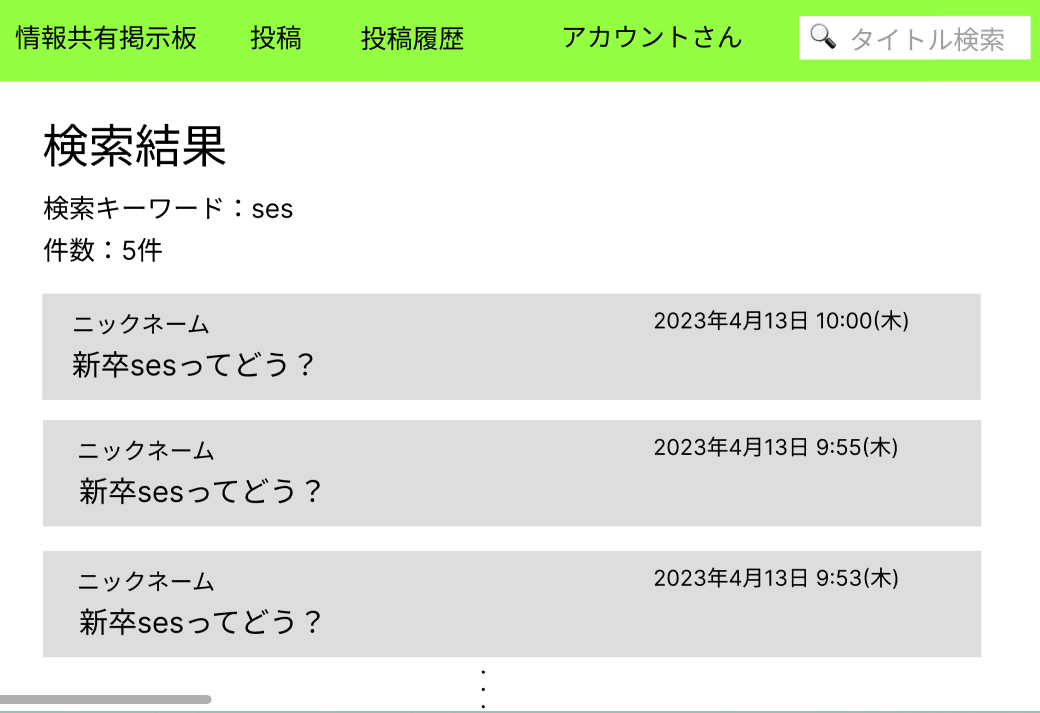 情報共有掲示板 投稿 投稿履歴 アカウントさん 🔍 タイトル検索
検索結果
検索キーワード：ses
件数：5件
ニックネーム 2023年4月13日 10:00(木)
新卒sesってどう？
ニックネーム 2023年4月13日 9:55(木)
新卒sesってどう？
ニックネーム 2023年4月13日 9:53(木)
新卒sesってどう？